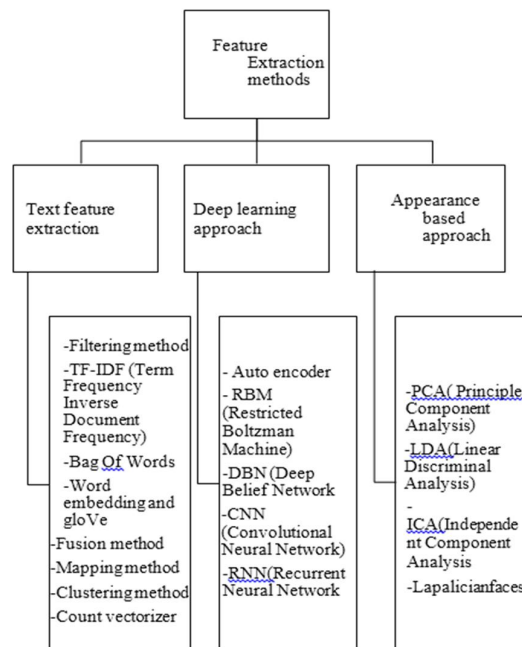 Feature
Extraction
methods
Text feature
extraction
Deep learning
approach
Appearance
based
approach
-Filtering method
-TF-IDF (Term
Frequency
Inverse
Document
Frequency)
-Bag Of Words
-Word
embedding and
gloVe
-Fusion method
-Mapping method
-Clustering method
-Count vectorizer
- Auto encoder
- RBM
(Restricted
Boltzman
Machine)
-DBN (Deep
Belief Network
-CNN
(Convolutional
Neural Network)
-RNN(Recurrent
Neural Network
-PCA( Principle
Component
Analysis)
-LDA(Linear
Discriminal
Analysis)
-
ICA(Independe
nt Component
Analysis
-Lapalicianfaces